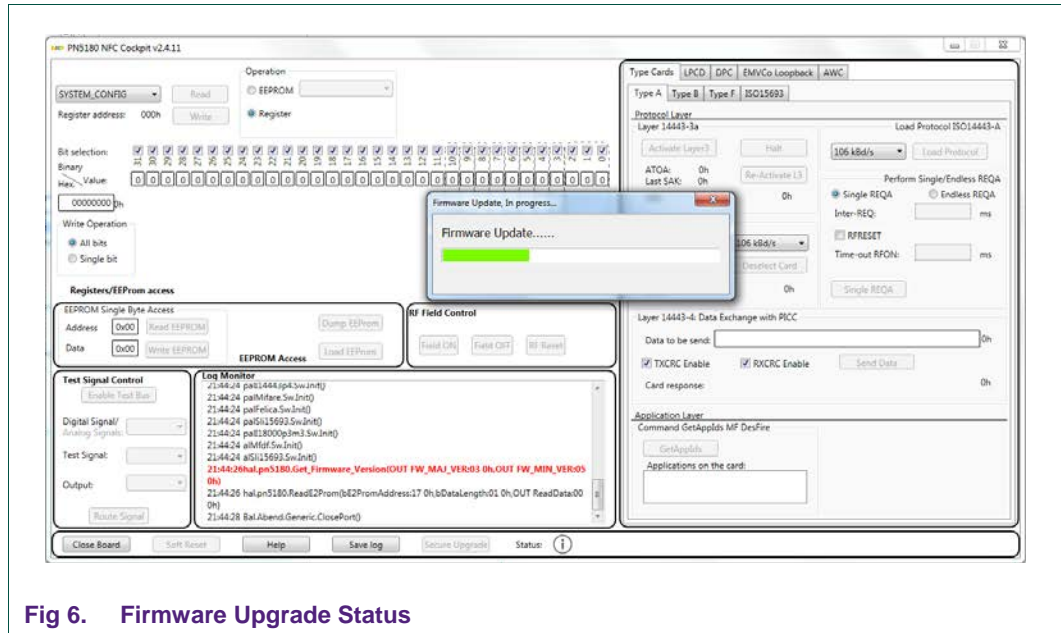 PN5180 NFC Cockpit v2.4.11
Operation
SYSTEM_CONFIG
Read
EEPROM
Register address: 000h
Write
Register
Bit selection:
31 30 29 28 27 26 25 24 23 22 21 20 19 18 17 16 15 14 13 12 11 10 9 8 7 6 5 4 3 2 1 0
Binary
Value
0 0 0 0 0 0 0 0 0 0 0 0 0 0 0 0 0 0 0 0 0 0 0 0 0 0 0 0 0 0 0 0
Hex
00000000 0h
Write Operation
All bits
Single bit
Registers/EEProm access
EEPROM Single Byte Access
Address 0x00 Read EEPROM
Dump EEProm
Data 0x00 Write EEPROM
EEPROM Access
Load EEProm
RF Field Control
Field ON Field OFF RF Reset
Test Signal Control
Enable Test Bus
Digital Signal/
Analog Signals:
Test Signal:
Output:
Route Signal
Log Monitor
21:44:24 pal14443p4.Sw.Init()
21:44:24 palMifare.Sw.Init()
21:44:24 palFelica.Sw.Init()
21:44:24 palSli15693.Sw.Init()
21:44:24 palI18000p3m3.Sw.Init()
21:44:24 alMfdf.Sw.Init()
21:44:24 alSli15693.Sw.Init()
21:44:26hal.pn5180.Get_Firmware_Version(OUT FW_MAJ_VER:03 0h,OUT FW_MIN_VER:05
0h)
21:44:26 hal.pn5180.ReadE2Prom(bE2PromAddress:17 0h,bDataLength:01 0h,OUT ReadData:00
0h)
21:44:28 Bal.Abend.Generic.ClosePort()
Firmware Update, In progress...
Firmware Update......
Type Cards LPCD DPC EMVCo Loopback AWC
Type A Type B Type F ISO15693
Protocol Layer
Layer 14443-3a
Load Protocol ISO14443-A
Activate Layer3 Halt
106 kBd/s Load Protocol
ATQA: 0h
Last SAK: 0h
Re-Activate L3
0h
Perform Single/Endless REQA
Single REQA Endless REQA
Inter-REQ: ms
RFRESET
Time-out RFON: ms
Single REQA
106 kBd/s
Deselect Card
0h
Layer 14443-4: Data Exchange with PICC
Data to be send: 0h
TXCRC Enable RXCRC Enable Send Data
Card response: 0h
Application Layer
Command GetAppIds MF DesFire
GetAppIds
Applications on the card:
Close Board Soft Reset Help Save log Secure Upgrade Status: i
Fig 6. Firmware Upgrade Status